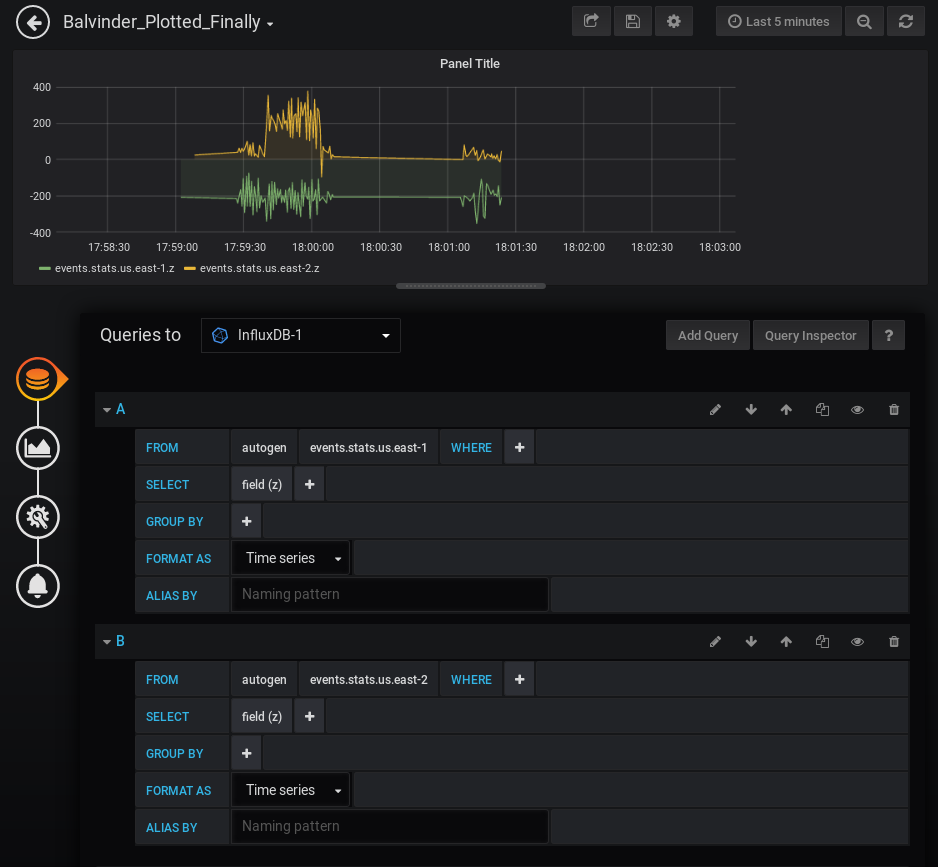 Balvinder_Plotted_Finally
Last 5 minutes
Panel Title
400
200
0
-200
-400
17:58:30 17:59:00 17:59:30 18:00:00 18:00:30 18:01:00 18:01:30 18:02:00 18:02:30 18:03:00
events.stats.us.east-1.z events.stats.us.east-2.z
Queries to InfluxDB-1 Add Query Query Inspector ?
A
FROM autogen events.stats.us.east-1 WHERE +
SELECT field (z) +
GROUP BY +
FORMAT AS Time series
ALIAS BY Naming pattern
B
FROM autogen events.stats.us.east-2 WHERE +
SELECT field (z) +
GROUP BY +
FORMAT AS Time series
ALIAS BY Naming pattern